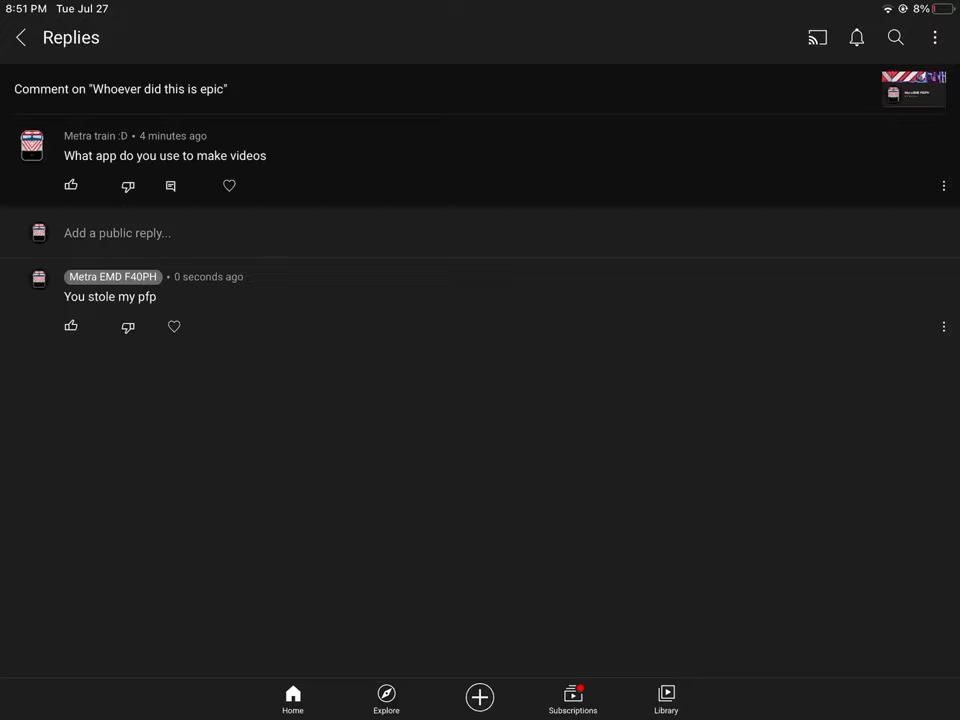 8:51 PM Tue Jul 27 8%
Replies
Comment on "Whoever did this is epic"
Metra train :D • 4 minutes ago
What app do you use to make videos
Add a public reply...
Metra EMD F40PH • 0 seconds ago
You stole my pfp
Home Explore Subscriptions Library